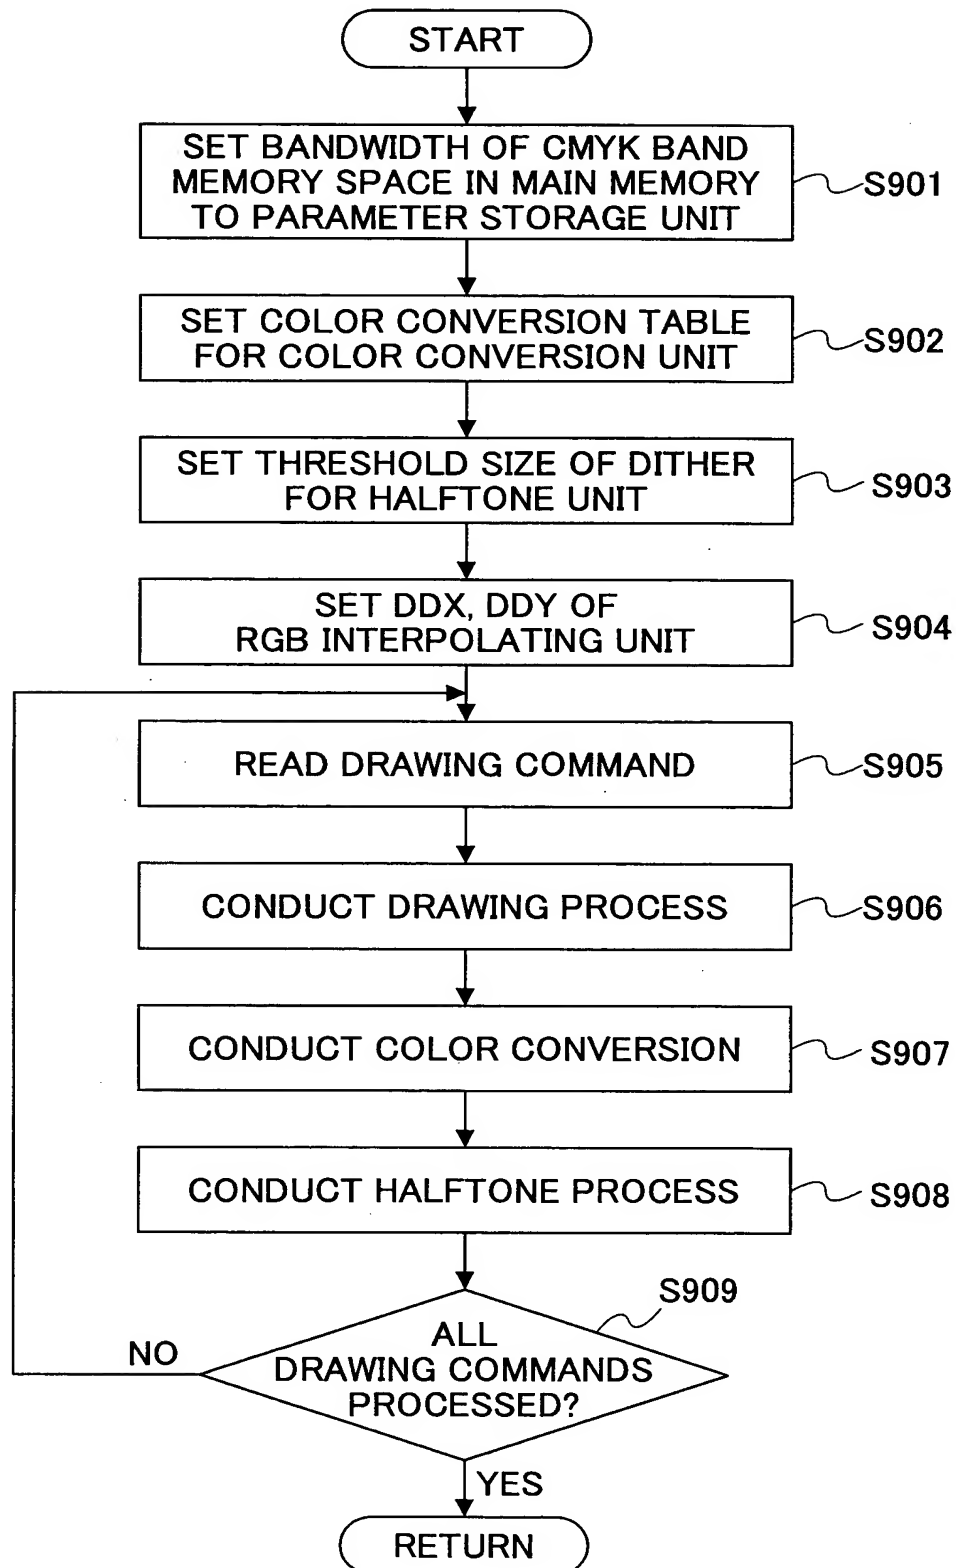 START
SET BANDWIDTH OF CMYK BAND
MEMORY SPACE IN MAIN MEMORY
TO PARAMETER STORAGE UNIT
S901
SET COLOR CONVERSION TABLE
FOR COLOR CONVERSION UNIT
S902
SET THRESHOLD SIZE OF DITHER
FOR HALFTONE UNIT
S903
SET DDX, DDY OF
RGB INTERPOLATING UNIT
S904
READ DRAWING COMMAND
S905
CONDUCT DRAWING PROCESS
S906
CONDUCT COLOR CONVERSION
S907
CONDUCT HALFTONE PROCESS
S908
S909
ALL
DRAWING COMMANDS
PROCESSED?
NO
YES
RETURN